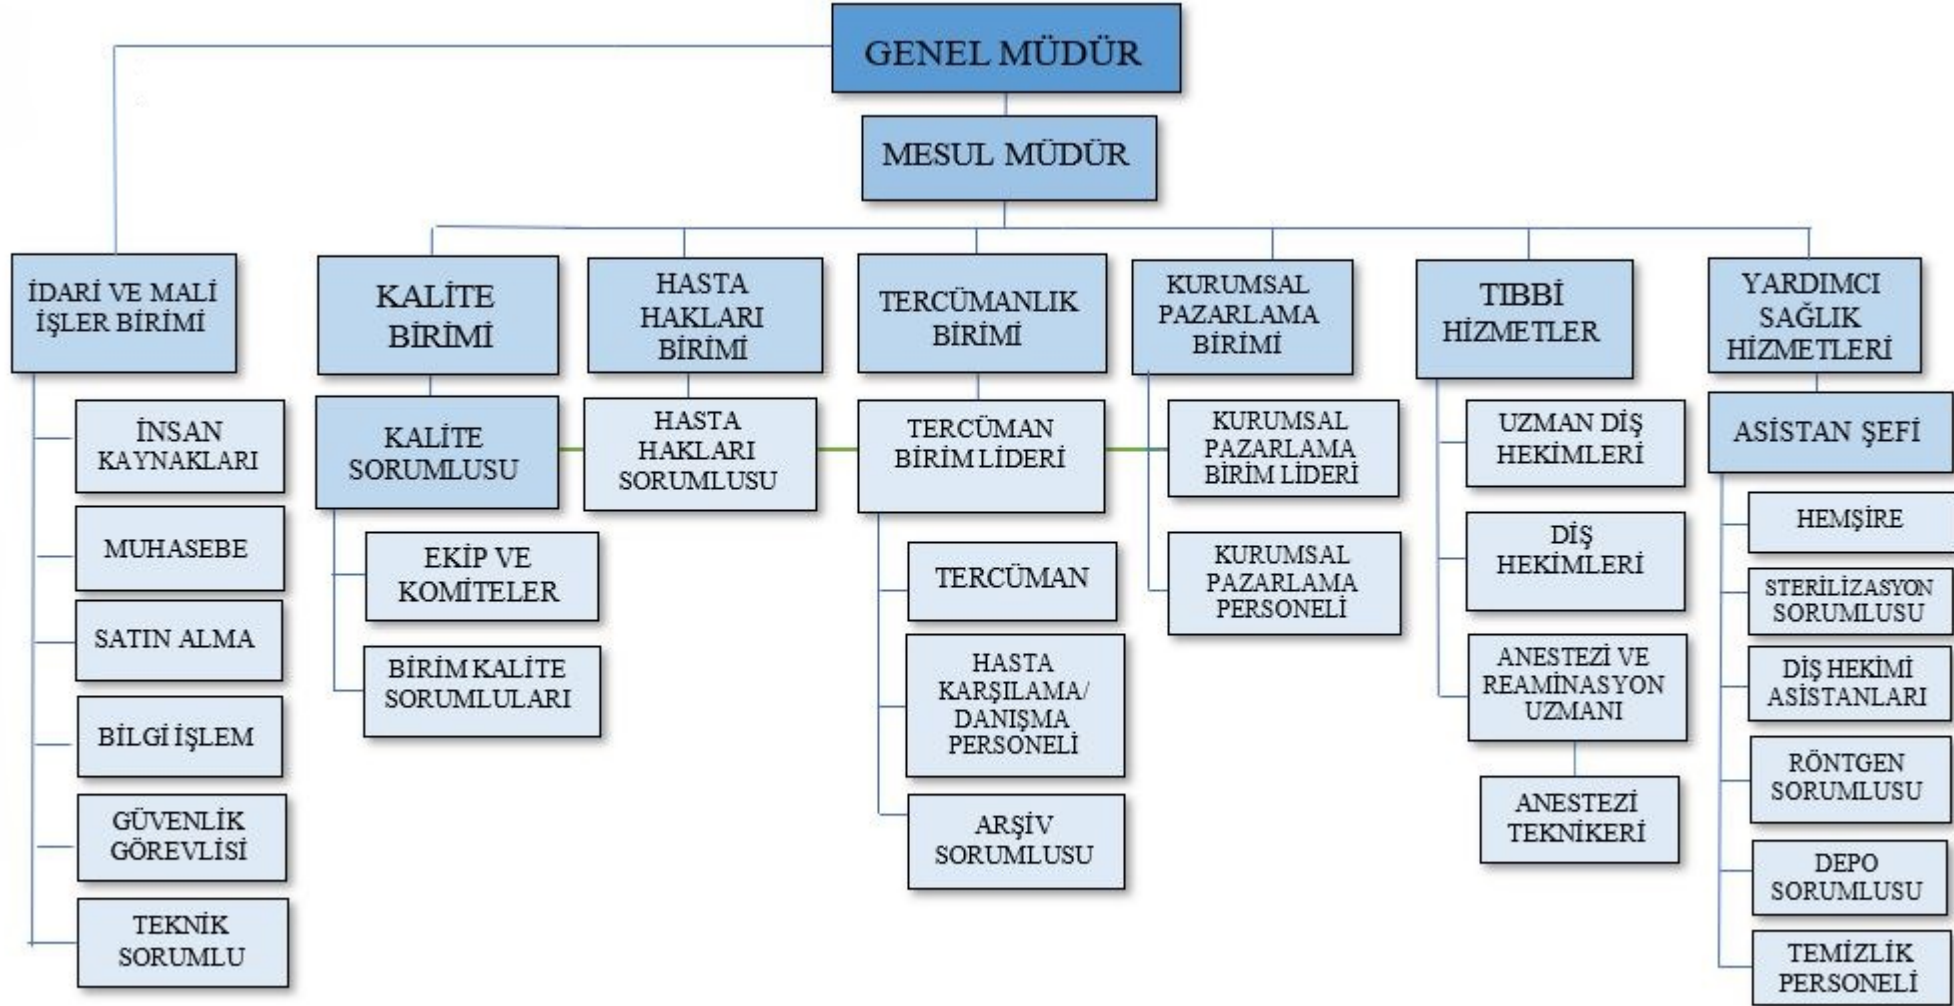 GENEL MÜDÜR
MESUL MÜDÜR
İDARİ VE MALİ
İŞLER BİRİMİ
KALİTE
BİRİMİ
HASTA
HAKLARI
BİRİMİ
TERCÜMANLIK
BİRİMİ
KURUMSAL
PAZARLAMA
BİRİMİ
TIBBİ
HİZMETLER
YARDIMCI
SAĞLIK
HİZMETLERİ
İNSAN
KAYNAKLARI
MUHASEBE
SATIN ALMA
BİLGİ İŞLEM
GÜVENLİK
GÖREVLİSİ
TEKNİK
SORUMLU
KALİTE
SORUMLUSU
EKİP VE
KOMİTELER
BİRİM KALİTE
SORUMLULARI
HASTA
HAKLARI
SORUMLUSU
TERCÜMAN
BİRİM LİDERİ
TERCÜMAN
HASTA
KARŞILAMA/
DANIŞMA
PERSONELİ
ARŞİV
SORUMLUSU
KURUMSAL
PAZARLAMA
BİRİM LİDERİ
KURUMSAL
PAZARLAMA
PERSONELİ
UZMAN DİŞ
HEKİMLERİ
DİŞ
HEKİMLERİ
ANESTEZİ VE
REAMİNASYON
UZMANI
ANESTEZİ
TEKNİKERİ
ASİSTAN ŞEFİ
HEMŞİRE
STERİLİZASYON
SORUMLUSU
DİŞ HEKİMİ
ASİSTANLARI
RÖNTGEN
SORUMLUSU
DEPO
SORUMLUSU
TEMİZLİK
PERSONELİ